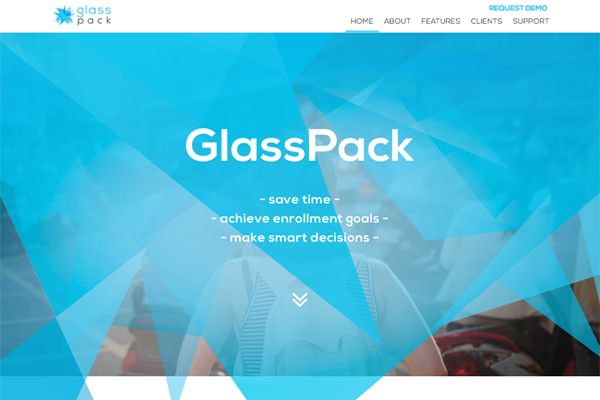 glass
pack
REQUEST DEMO
HOME ABOUT FEATURES CLIENTS SUPPORT
GlassPack
- save time -
- achieve enrollment goals -
- make smart decisions -